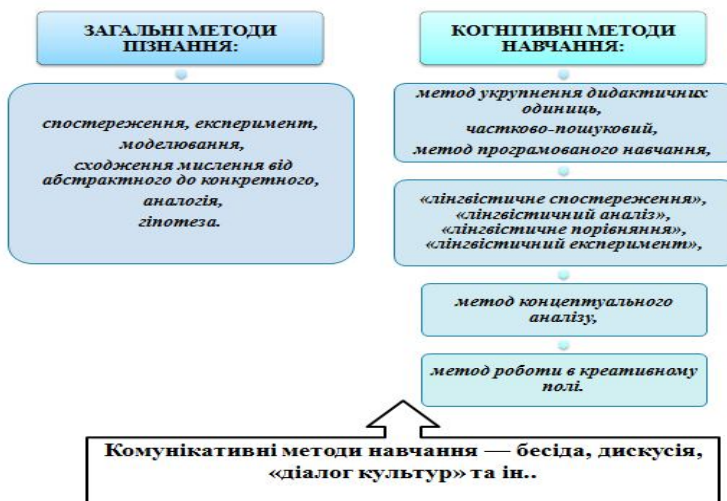 ЗАГАЛЬНІ МЕТОДИ
ПІЗНАННЯ:
спостереження, експеримент,
моделювання,
сходження мислення від
абстрактного до конкретного,
аналогія,
гіпотеза.
КОГНІТИВНІ МЕТОДИ
НАВЧАННЯ:
метод укрупнення дидактичних
одиниць,
частково-пошуковий,
метод програмованого навчання,
«лінгвістичне спостереження»,
«лінгвістичний аналіз»,
«лінгвістичне порівняння»,
«лінгвістичний експеримент»,
метод концептуального
аналізу,
метод роботи в креативному
полі.
Комунікативні методи навчання — бесіда, дискусія,
«діалог культур» та ін..